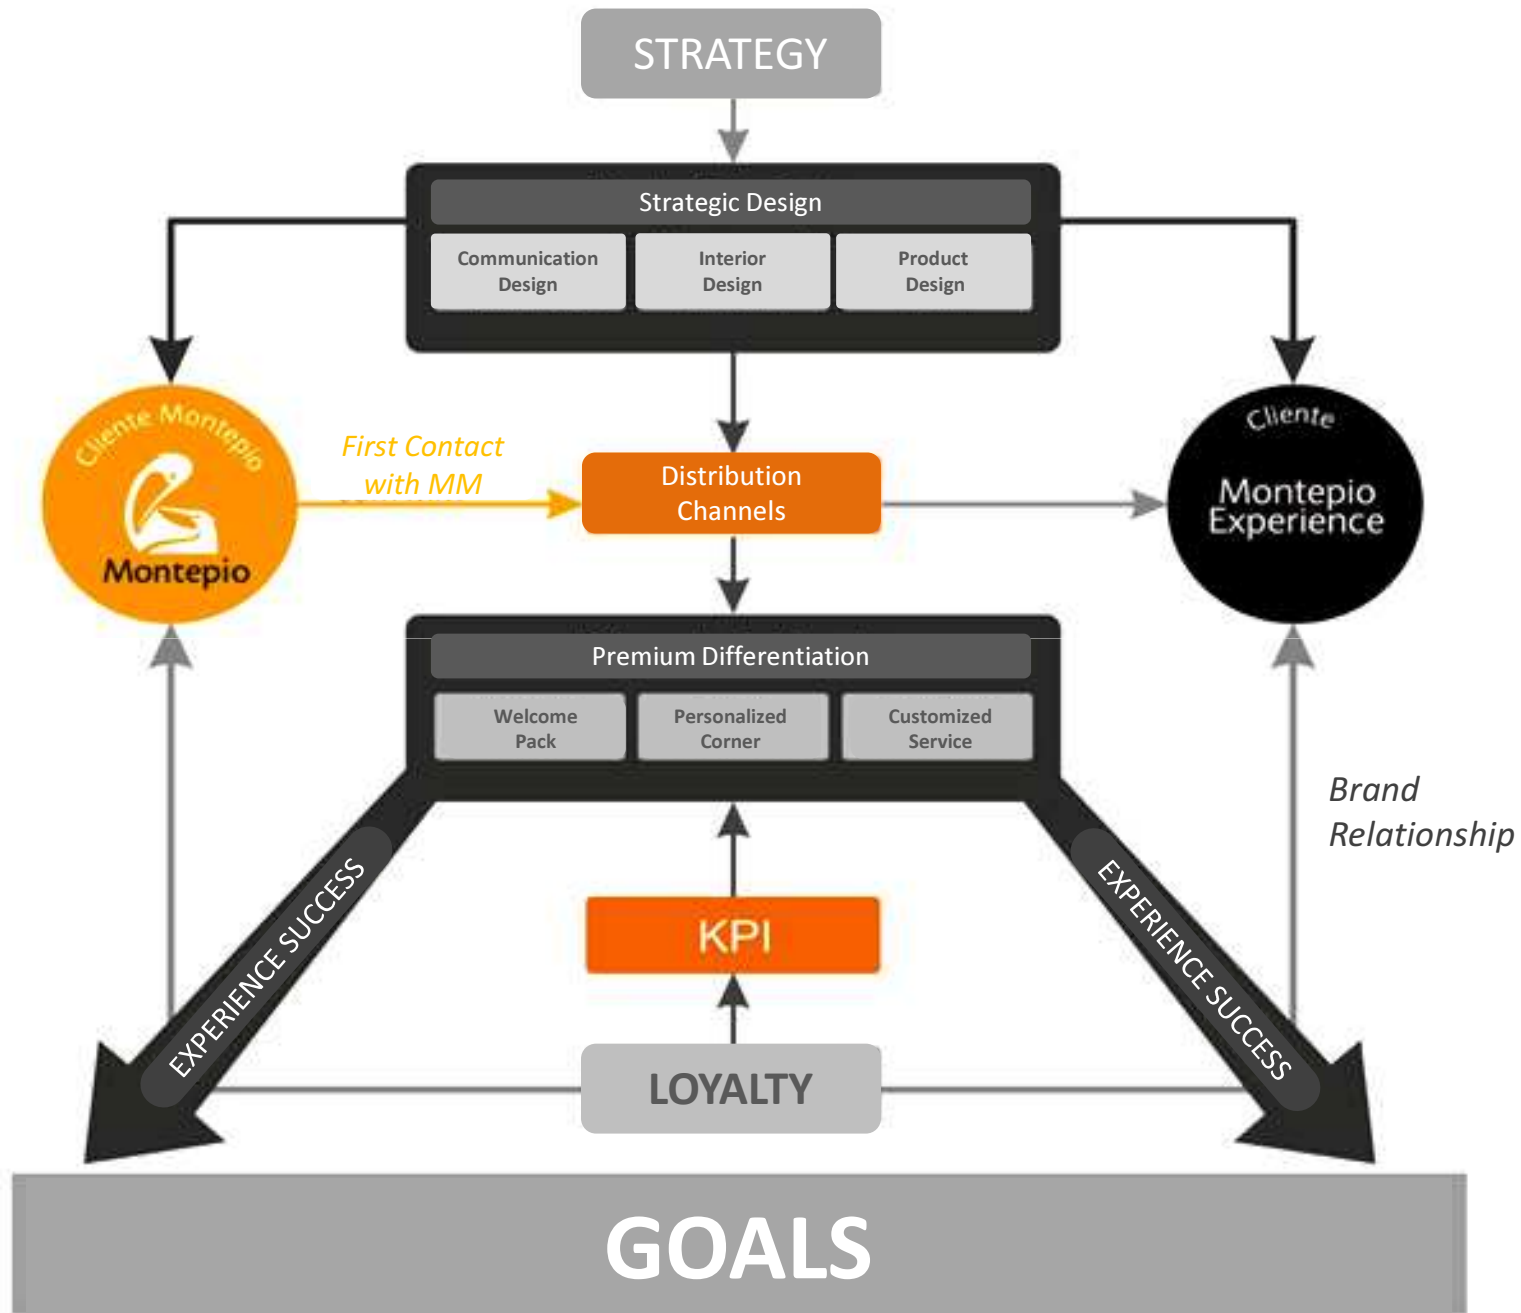 STRATEGY
Strategic Design
Communication
Design
Interior
Design
Product
Design
Cliente Montepio
Montepio
First Contact
with MM
Distribution
Channels
Cliente
Montepio
Experience
Premium Differentiation
Welcome
Pack
Personalized
Corner
Customized
Service
Brand
Relationship
EXPERIENCE SUCCESS
KPI
EXPERIENCE SUCCESS
LOYALTY
GOALS